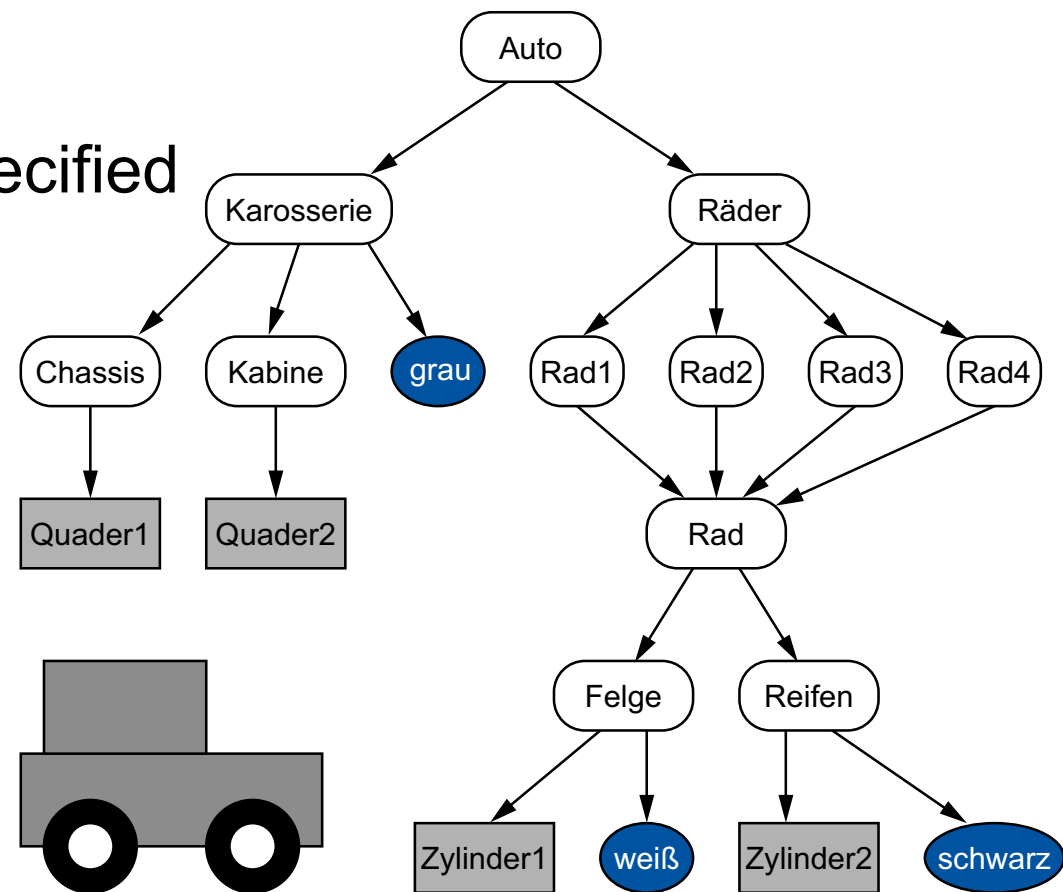 Auto
ecified
Karosserie
Räder
Chassis
Kabine
grau
Rad1
Rad2
Rad3
Rad4
Quader1
Quader2
Rad
Felge
Reifen
Zylinder1
weiß
Zylinder2
schwarz